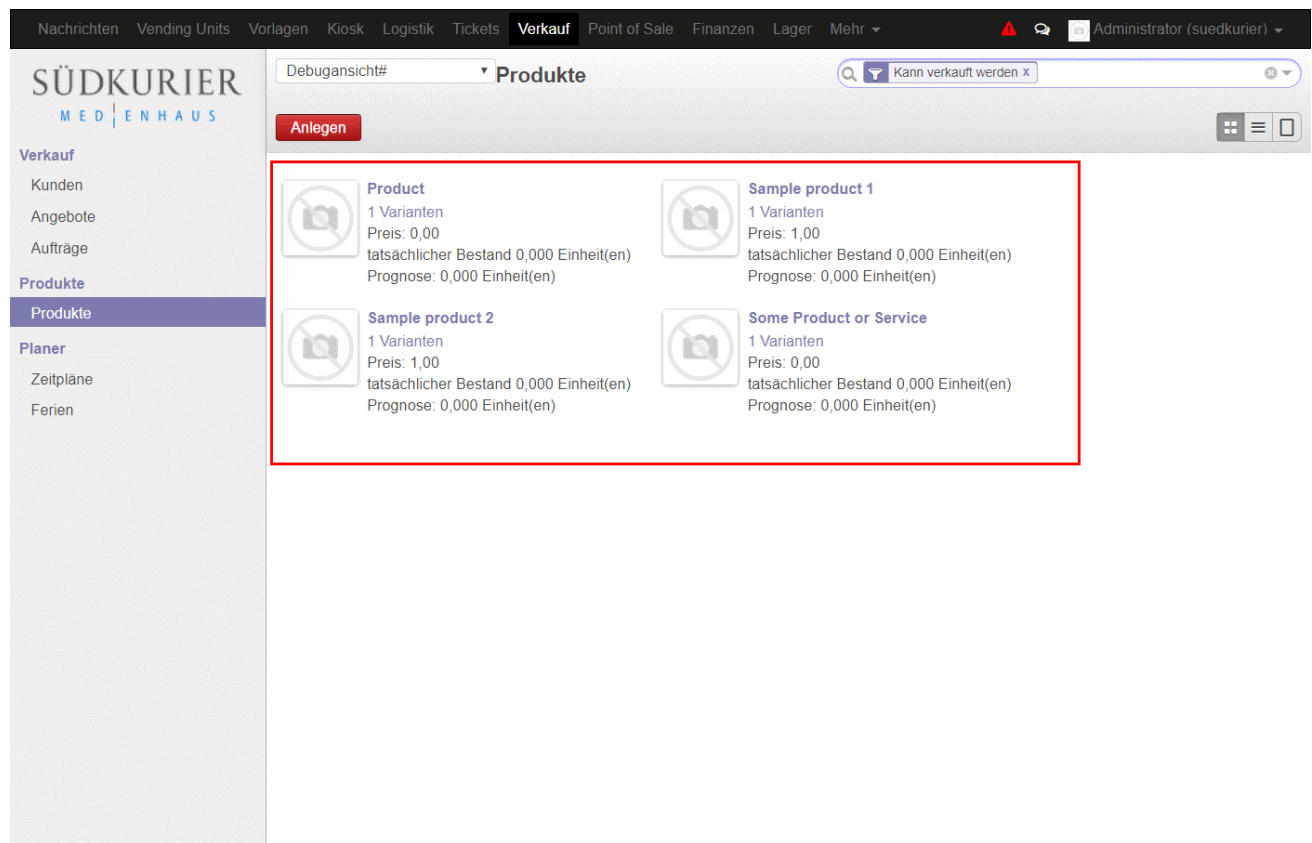 Nachrichten Vending Units Vorlagen Kiosk Logistik Tickets Verkauf Point of Sale Finanzen Lager Mehr Administrator (suedkurier)
SÜDKURIER
MEDIENHAUS
Verkauf
Kunden
Angebote
Aufträge
Produkte
Produkte
Planer
Zeitpläne
Ferien
Debugansicht# Produkte
Kann verkauft werden x
Anlegen
Product
1 Varianten
Preis: 0,00
tatsächlicher Bestand 0,000 Einheit(en)
Prognose: 0,000 Einheit(en)
Sample product 1
1 Varianten
Preis: 1,00
tatsächlicher Bestand 0,000 Einheit(en)
Prognose: 0,000 Einheit(en)
Sample product 2
1 Varianten
Preis: 1,00
tatsächlicher Bestand 0,000 Einheit(en)
Prognose: 0,000 Einheit(en)
Some Product or Service
1 Varianten
Preis: 0,00
tatsächlicher Bestand 0,000 Einheit(en)
Prognose: 0,000 Einheit(en)